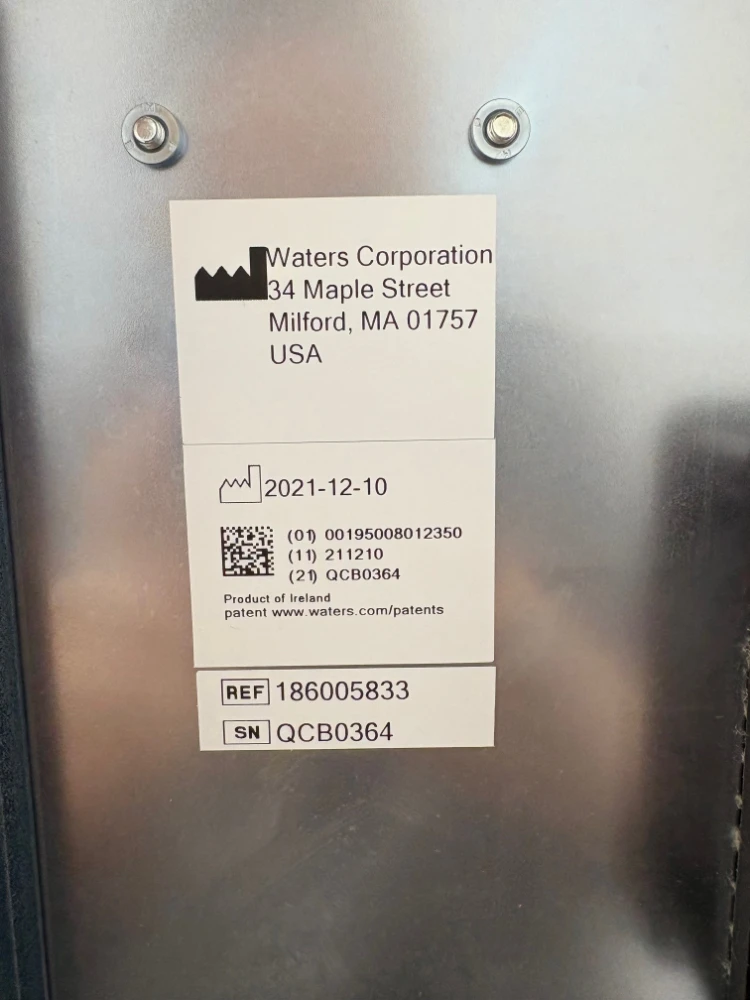 Waters Corporation
34 Maple Street
Milford, MA 01757
USA
2021-12-10
(01) 00195008012350
(11) 211210
(21) QCB0364
Product of Ireland
patent www.waters.com/patents
REF 186005833
SN QCB0364